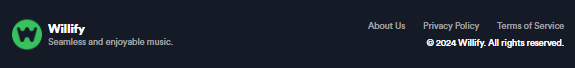 Willify
Seamless and enjoyable music.
About Us Privacy Policy Terms of Service
© 2024 Willify. All rights reserved.